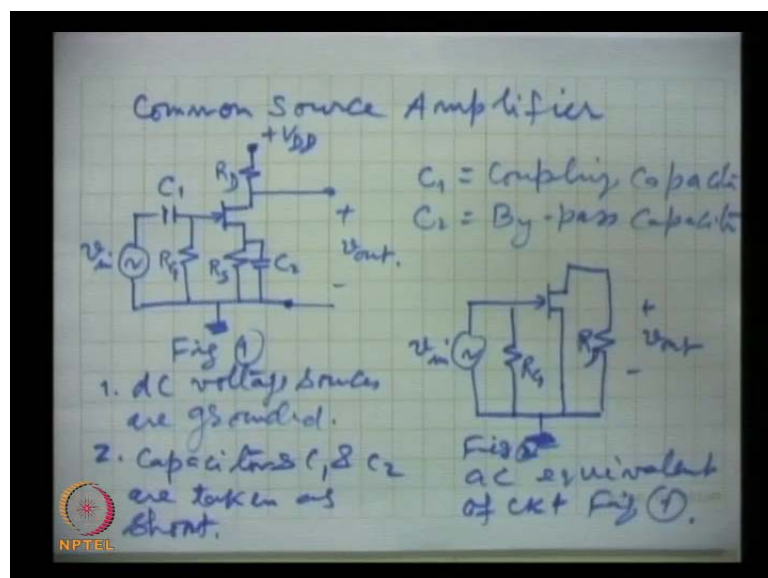 Common Source Amplifier
+VDD
RD
C1
vin
RG
RS
C2
+
vout.
-
Fig 1
C1 = Coupling Capacit
C2 = By-pass Capacit
vin
RG
RD
+
vout
-
Fig 2
ac equivalent
of ckt Fig 1.
1. dc voltage sources
are grounded.
2. Capacitors C1 & C2
are taken as
short.
NPTEL